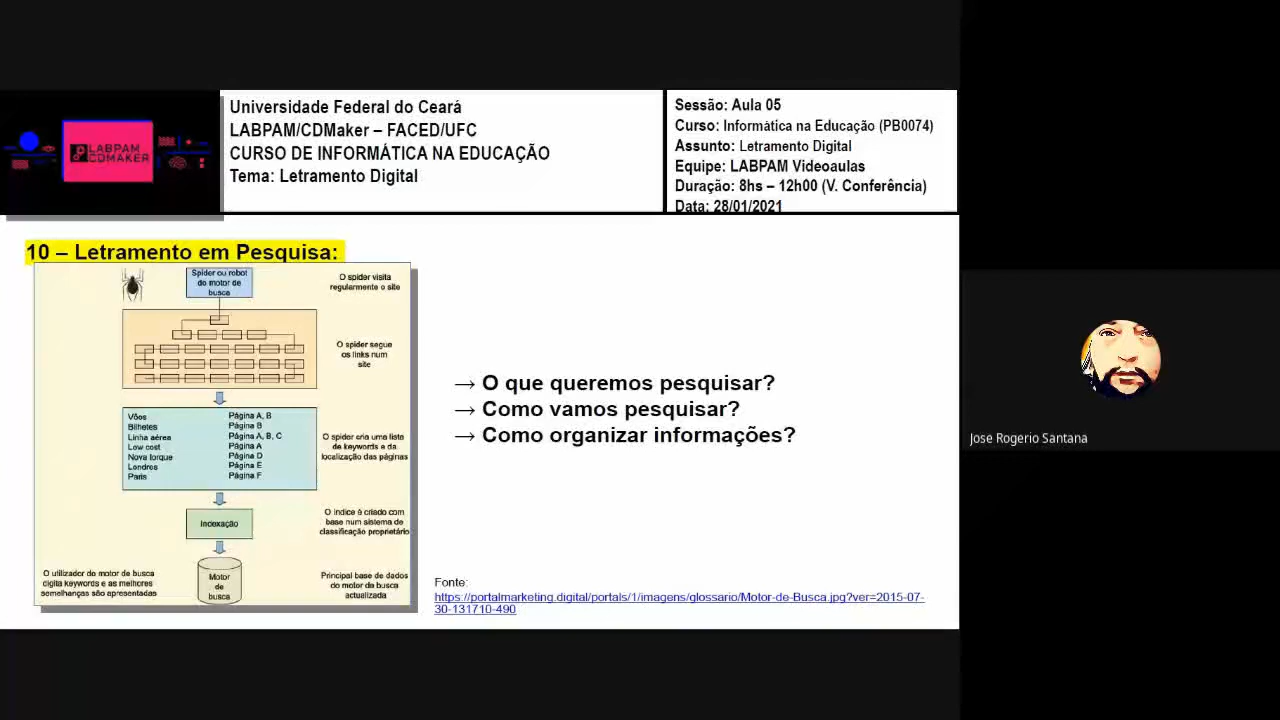 LABPAM
CDMAKER
Universidade Federal do Ceará
LABPAM/CDMaker – FACED/UFC
CURSO DE INFORMÁTICA NA EDUCAÇÃO
Tema: Letramento Digital
Sessão: Aula 05
Curso: Informática na Educação (PB0074)
Assunto: Letramento Digital
Equipe: LABPAM Videoaulas
Duração: 8hs – 12h00 (V. Conferência)
Data: 28/01/2021
10 – Letramento em Pesquisa:
Spider ou robot
do motor de
busca
O spider visita
regularmente o site
O spider segue
os links num
site
Vôos Página A, B
Bilhetes Página B
Linha aérea Página A, B, C
Low cost Página A
Nova Iorque Página D
Londres Página E
Paris Página F
O spider cria uma lista
de keywords e da
localização das páginas
Indexação
O índice é criado com
base num sistema de
classificação proprietário
O utilizador do motor de busca
digita keywords e as melhores
semelhanças são apresentadas
Motor
de
busca
Principal base de dados
do motor de busca
actualizada
→ O que queremos pesquisar?
→ Como vamos pesquisar?
→ Como organizar informações?
Fonte:
https://portalmarketing.digital/portals/1/imagens/glossario/Motor-de-Busca.jpg?ver=2015-07-
30-131710-490
Jose Rogerio Santana